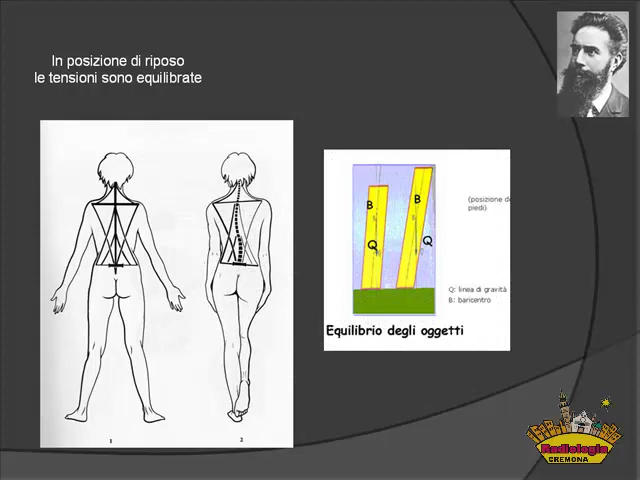 In posizione di riposo
le tensioni sono equilibrate
1
2
B
B
Q
Q
(posizione
piedi)
Q: linea di gravità
B: baricentro
Equilibrio degli oggetti
Radiologia
CREMONA